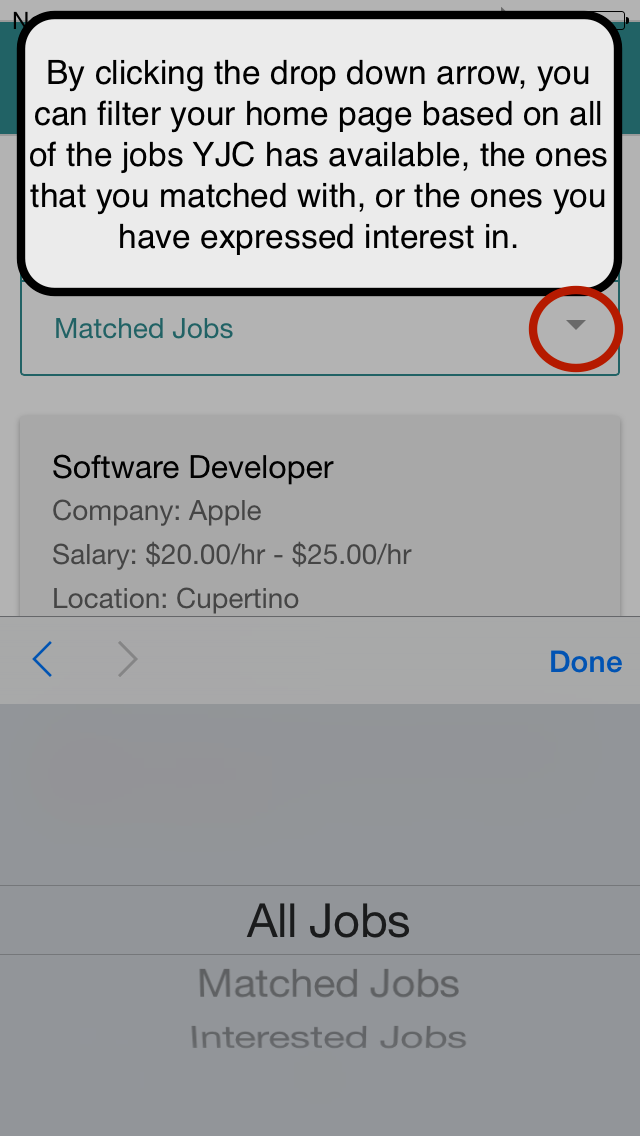 N
By clicking the drop down arrow, you
can filter your home page based on all
of the jobs YJC has available, the ones
that you matched with, or the ones you
have expressed interest in.
Matched Jobs
Software Developer
Company: Apple
Salary: $20.00/hr - $25.00/hr
Location: Cupertino
Done
All Jobs
Matched Jobs
Interested Jobs